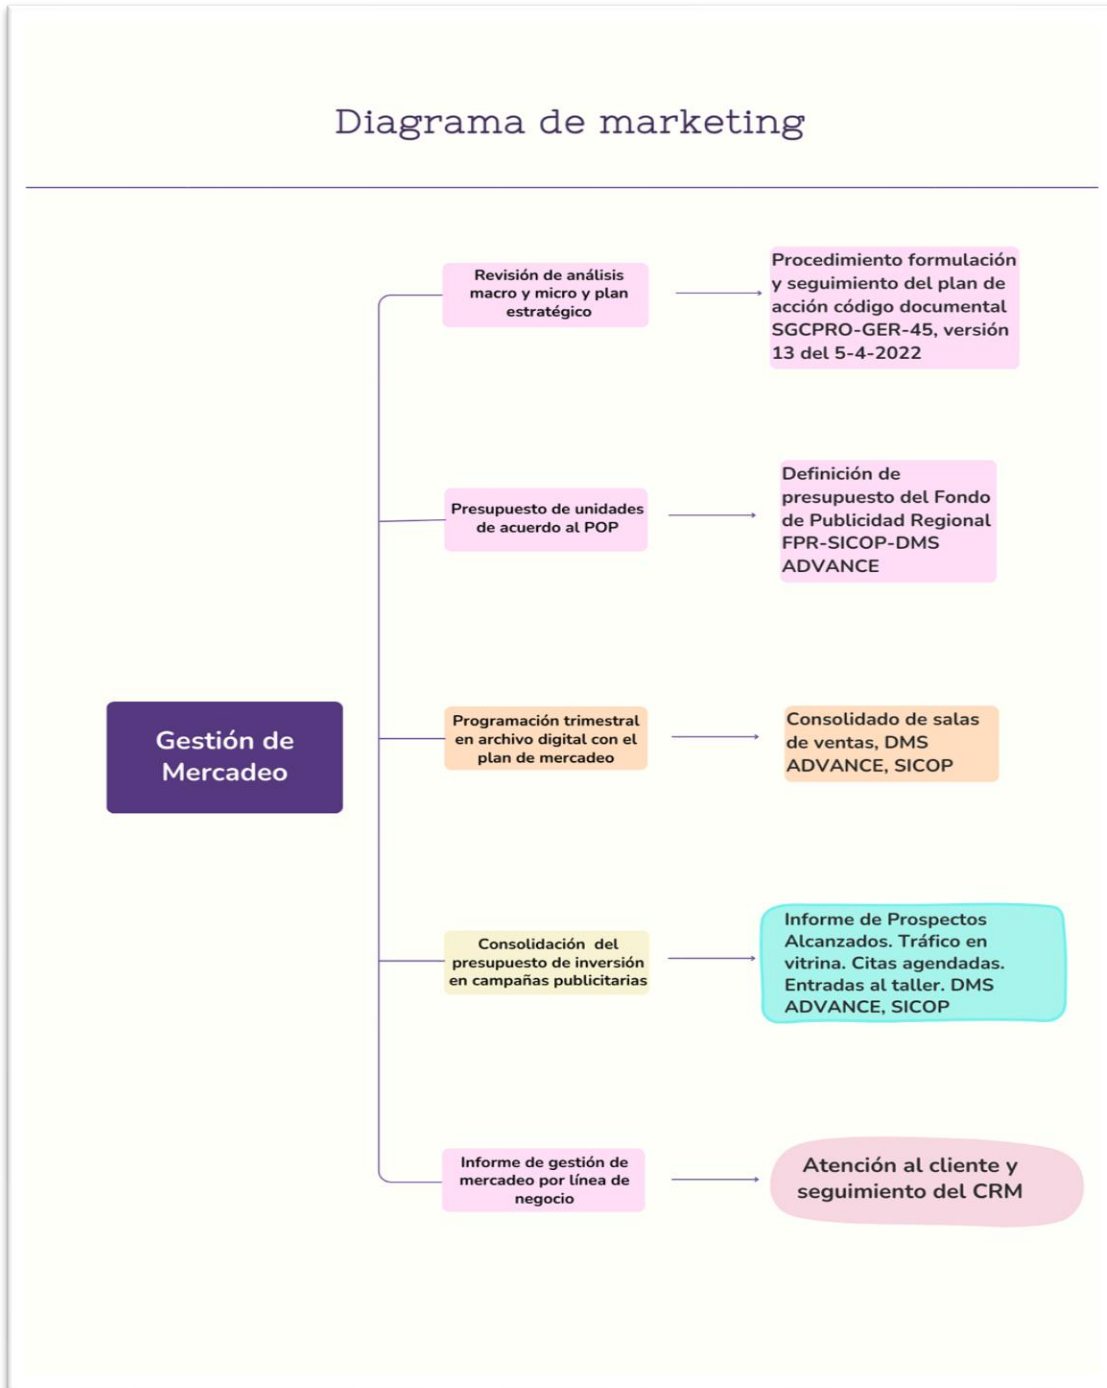 Diagrama de marketing
Revisión de análisis
macro y micro y plan
estratégico
Procedimiento formulación
y seguimiento del plan de
acción código documental
SGCPRO-GER-45, versión
13 del 5-4-2022
Presupuesto de unidades
de acuerdo al POP
Definición de
presupuesto del Fondo
de Publicidad Regional
FPR-SICOP-DMS
ADVANCE
Gestión de
Mercadeo
Programación trimestral
en archivo digital con el
plan de mercadeo
Consolidado de salas
de ventas, DMS
ADVANCE, SICOP
Consolidación del
presupuesto de inversión
en campañas publicitarias
Informe de Prospectos
Alcanzados. Tráfico en
vitrina. Citas agendadas.
Entradas al taller. DMS
ADVANCE, SICOP
Informe de gestión de
mercadeo por línea de
negocio
Atención al cliente y
seguimiento del CRM